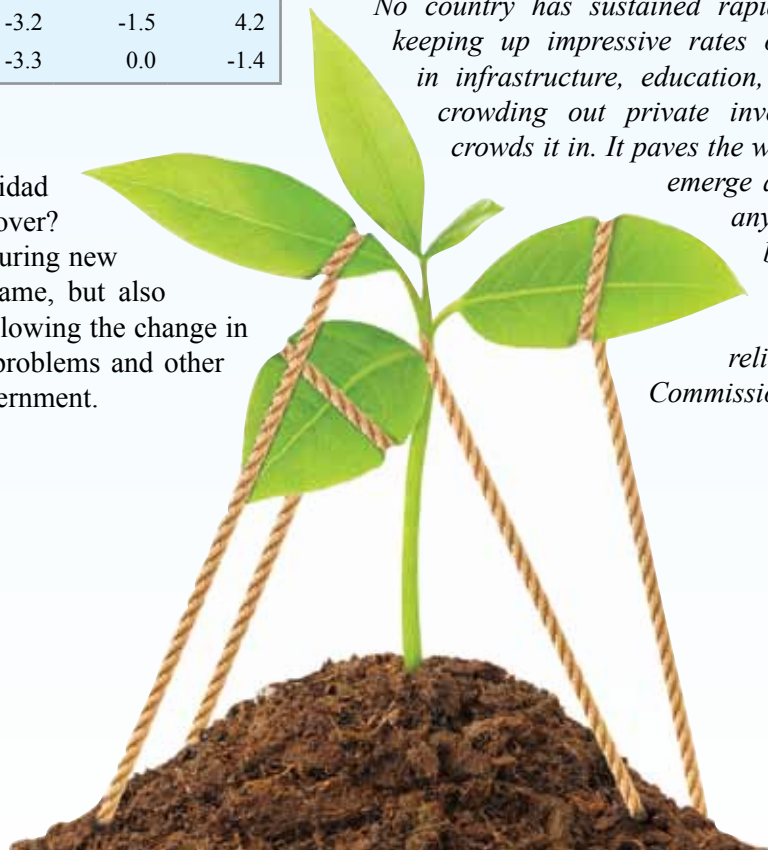 -3.2 -1.5 4.2
-3.3 0.0 -1.4
idad
over?
uring new
ame, but also
llowing the change in
problems and other
ernment.
No country has sustained rapid
keeping up impressive rates o
in infrastructure, education,
crowding out private inve
crowds it in. It paves the w
emerge a
any
b
reli
Commissio